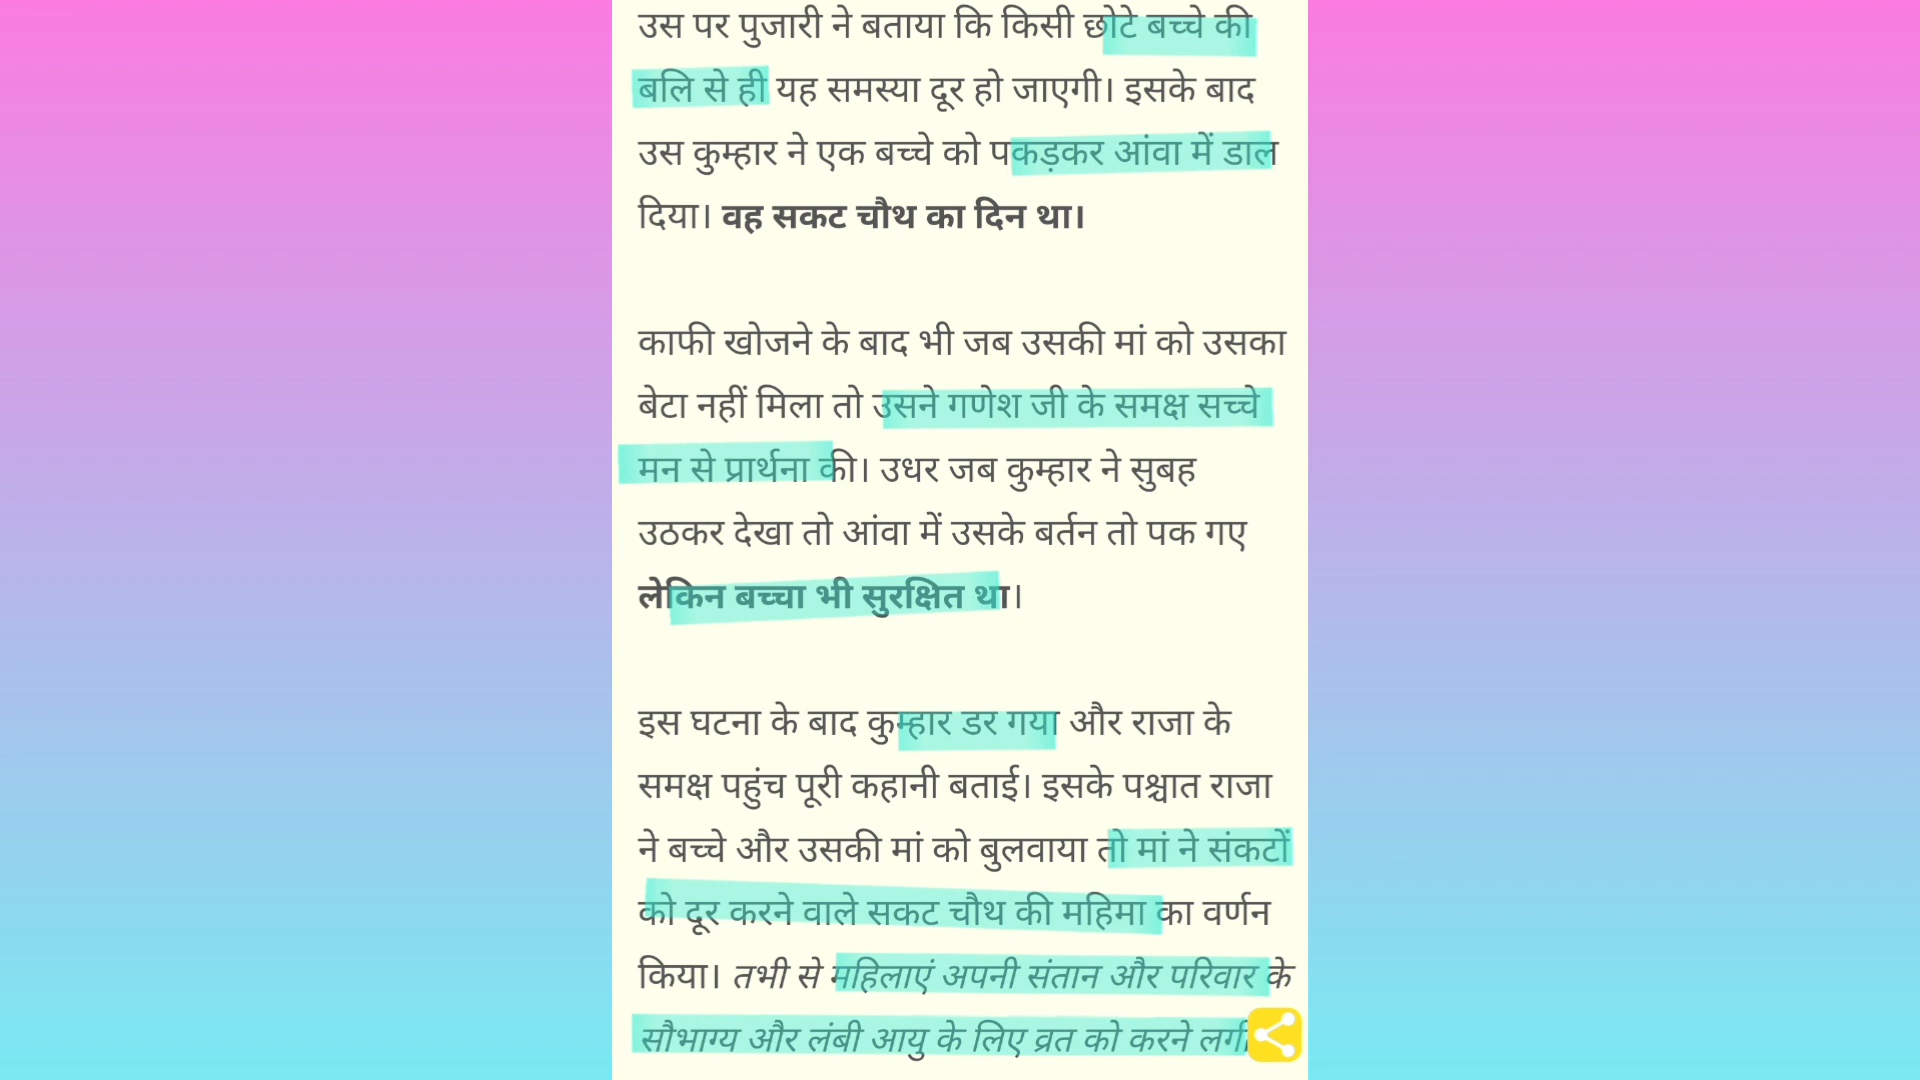 उस पर पुजारी ने बताया कि किसी छोटे बच्चे की
बलि से ही यह समस्या दूर हो जाएगी। इसके बाद
उस कुम्हार ने एक बच्चे को पकड़कर आंवा में डाल
दिया। वह सकट चौथ का दिन था।
काफी खोजने के बाद भी जब उसकी मां को उसका
बेटा नहीं मिला तो उसने गणेश जी के समक्ष सच्चे
मन से प्रार्थना की। उधर जब कुम्हार ने सुबह
उठकर देखा तो आंवा में उसके बर्तन तो पक गए
लेकिन बच्चा भी सुरक्षित था।
इस घटना के बाद कुम्हार डर गया और राजा के
समक्ष पहुंच पूरी कहानी बताई। इसके पश्चात राजा
ने बच्चे और उसकी मां को बुलवाया तो मां ने संकटों
को दूर करने वाले सकट चौथ की महिमा का वर्णन
किया। तभी से महिलाएं अपनी संतान और परिवार के
सौभाग्य और लंबी आयु के लिए व्रत को करने लगीं